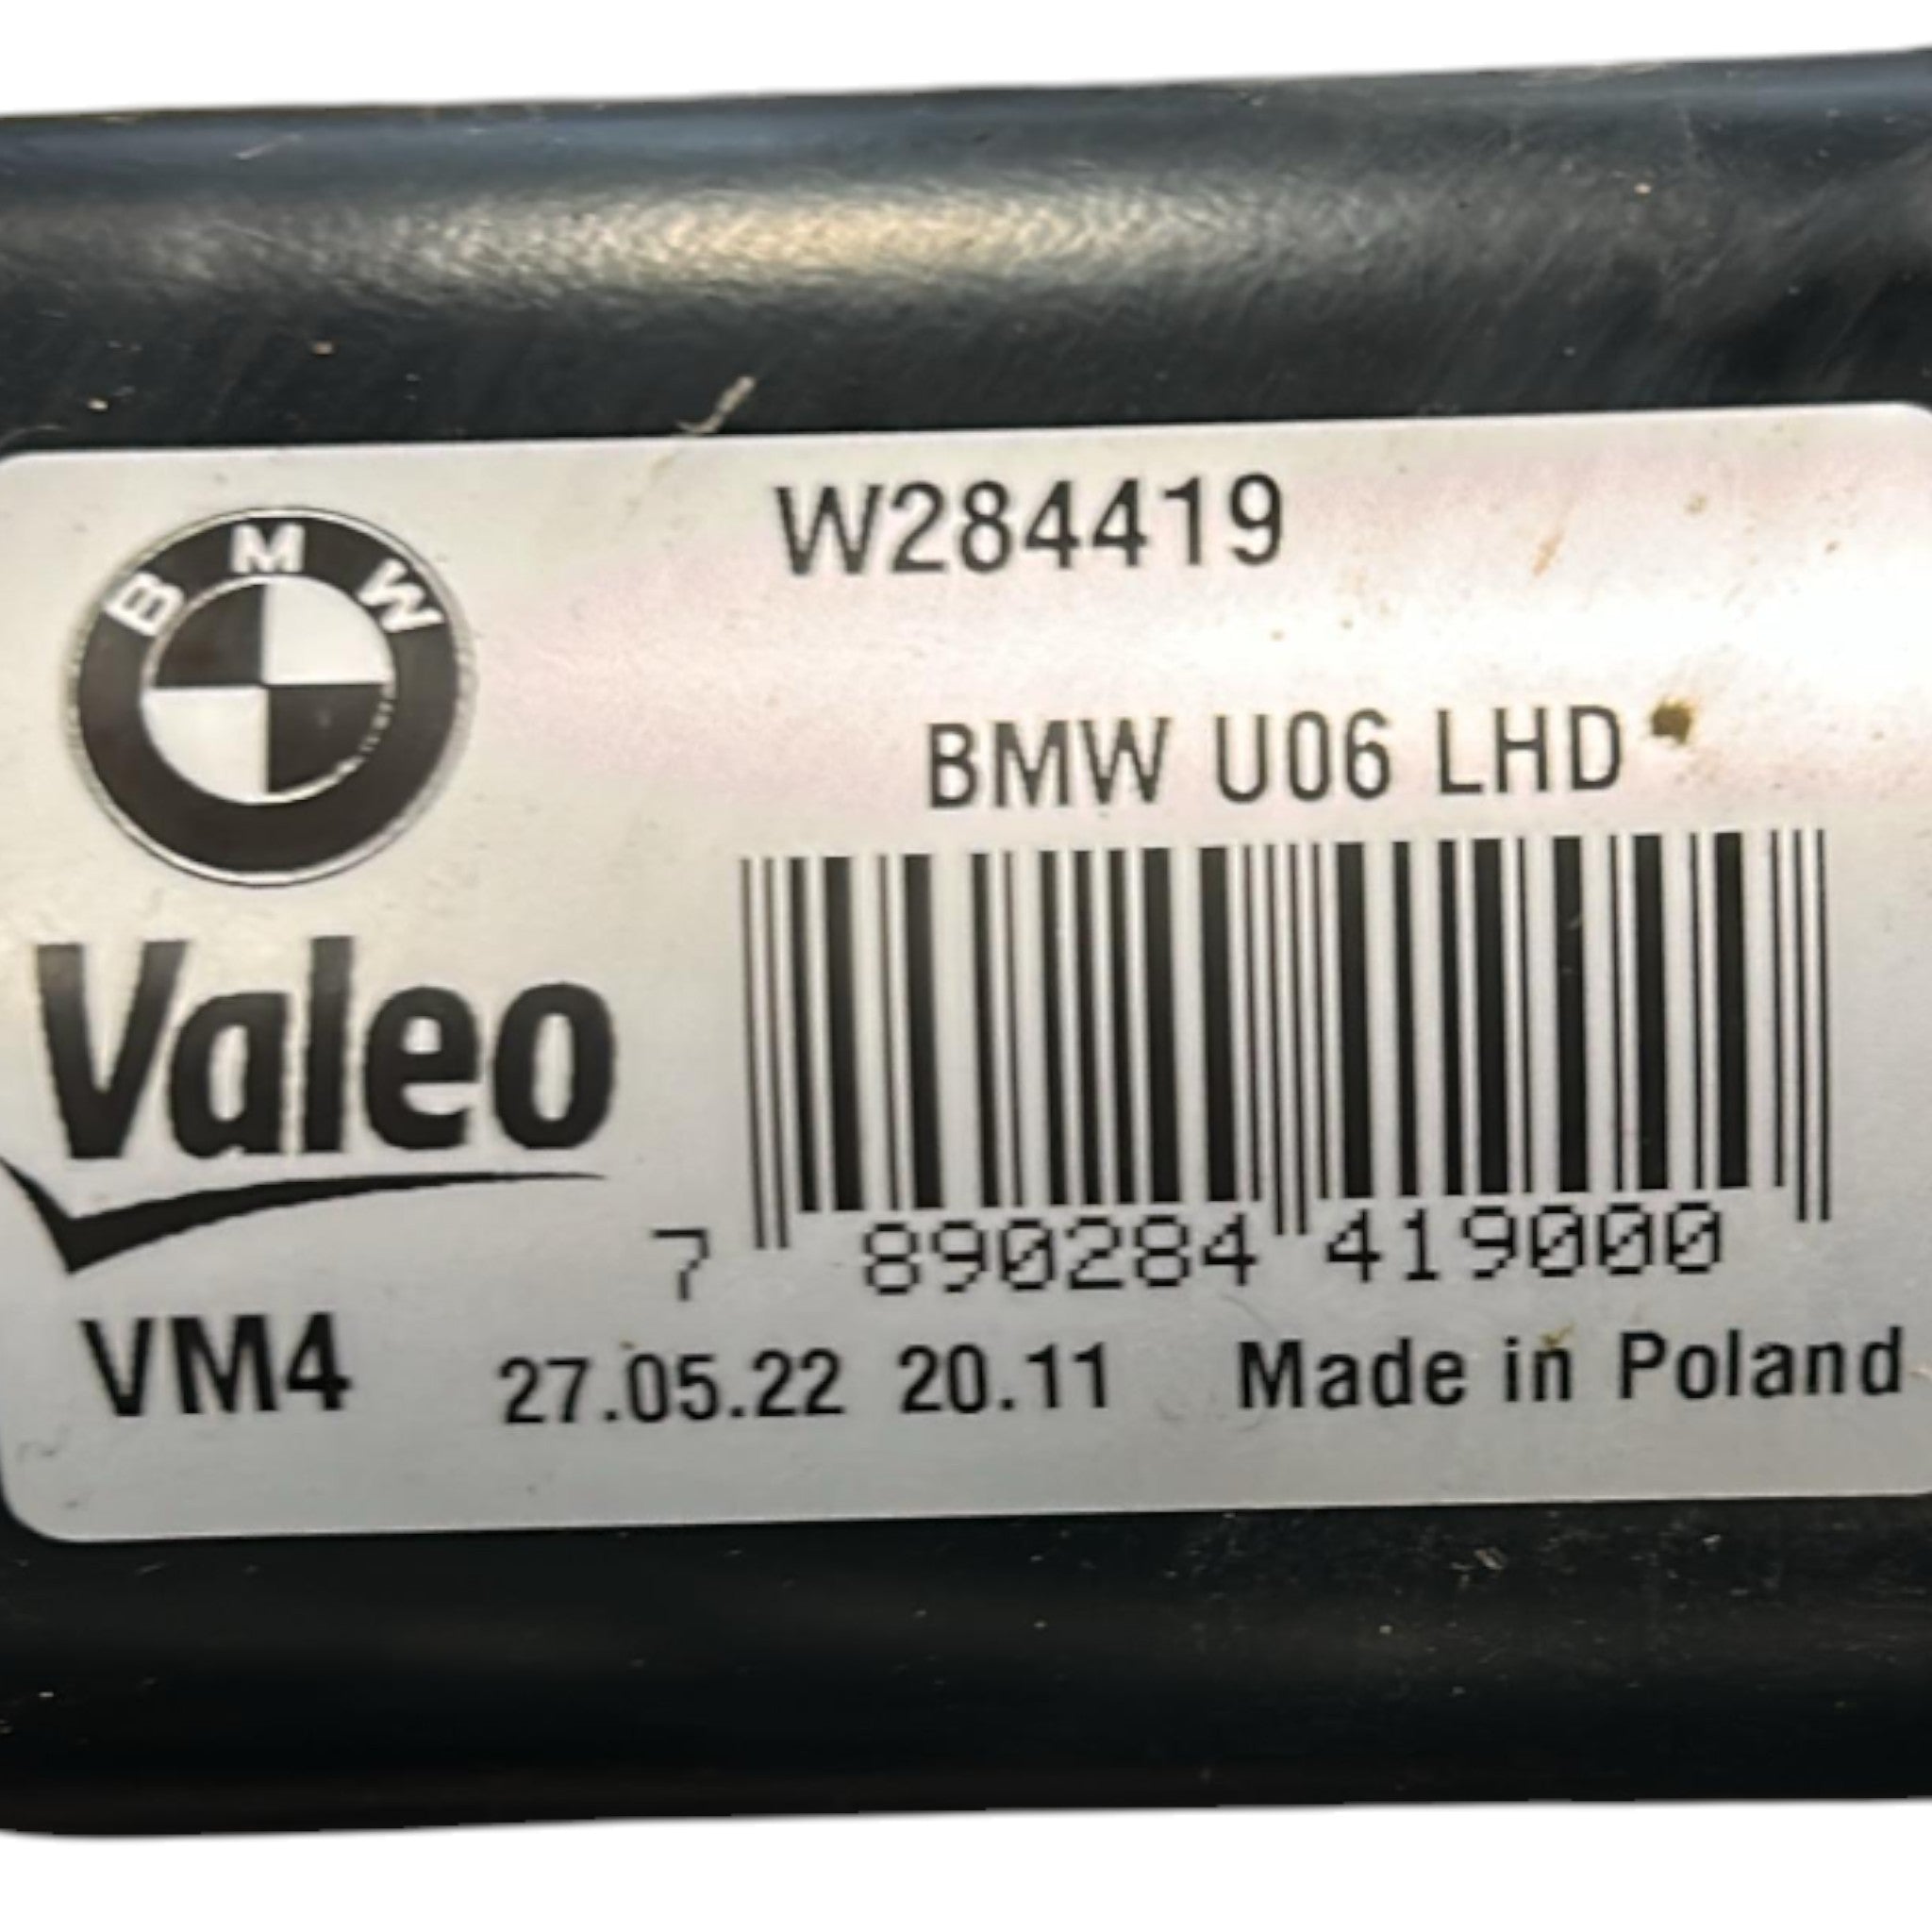 W284419
BMW
BMW U06 LHD
Valeo
7 890284 419000
VM4 27.05.22 20.11 Made in Poland